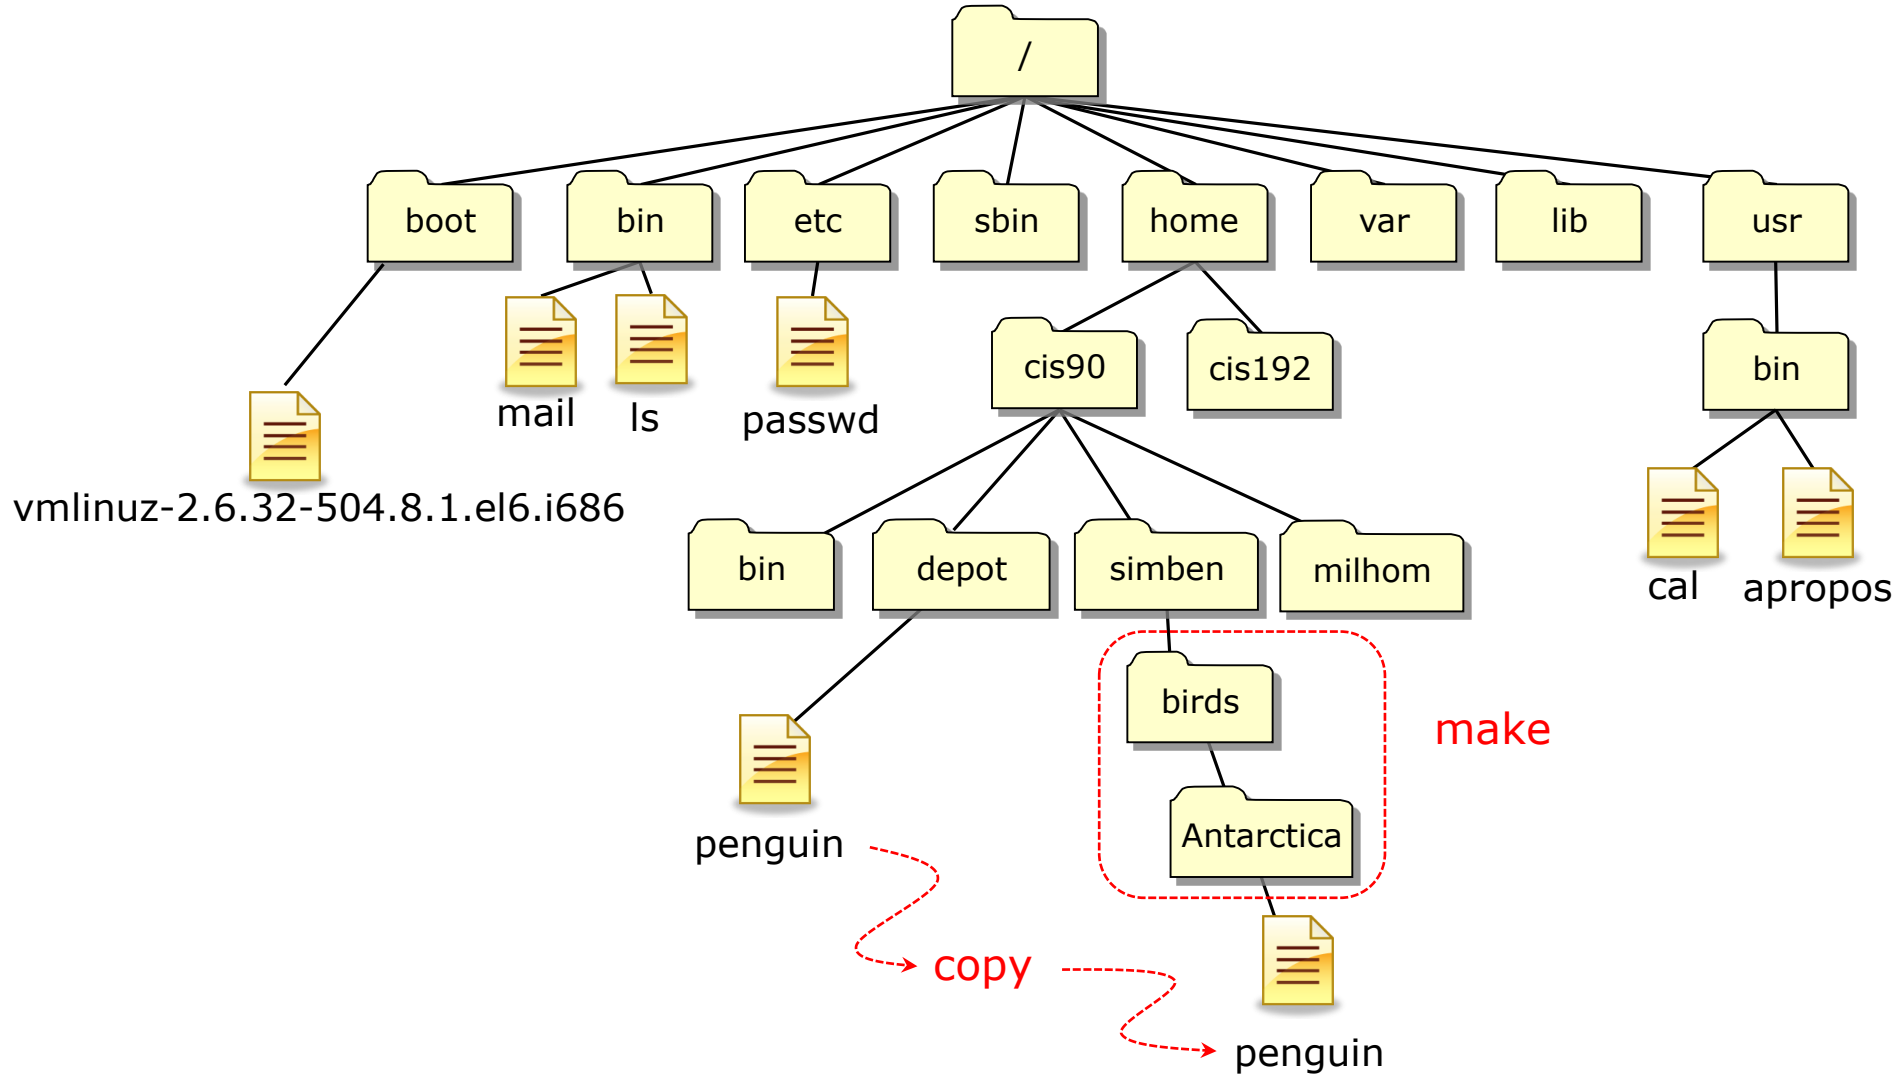 /
boot
bin
etc
sbin
home
var
lib
usr
mail
ls
passwd
cis90
cis192
bin
vmlinuz-2.6.32-504.8.1.el6.i686
bin
depot
simben
milhom
cal
apropos
birds
make
penguin
Antarctica
copy
penguin